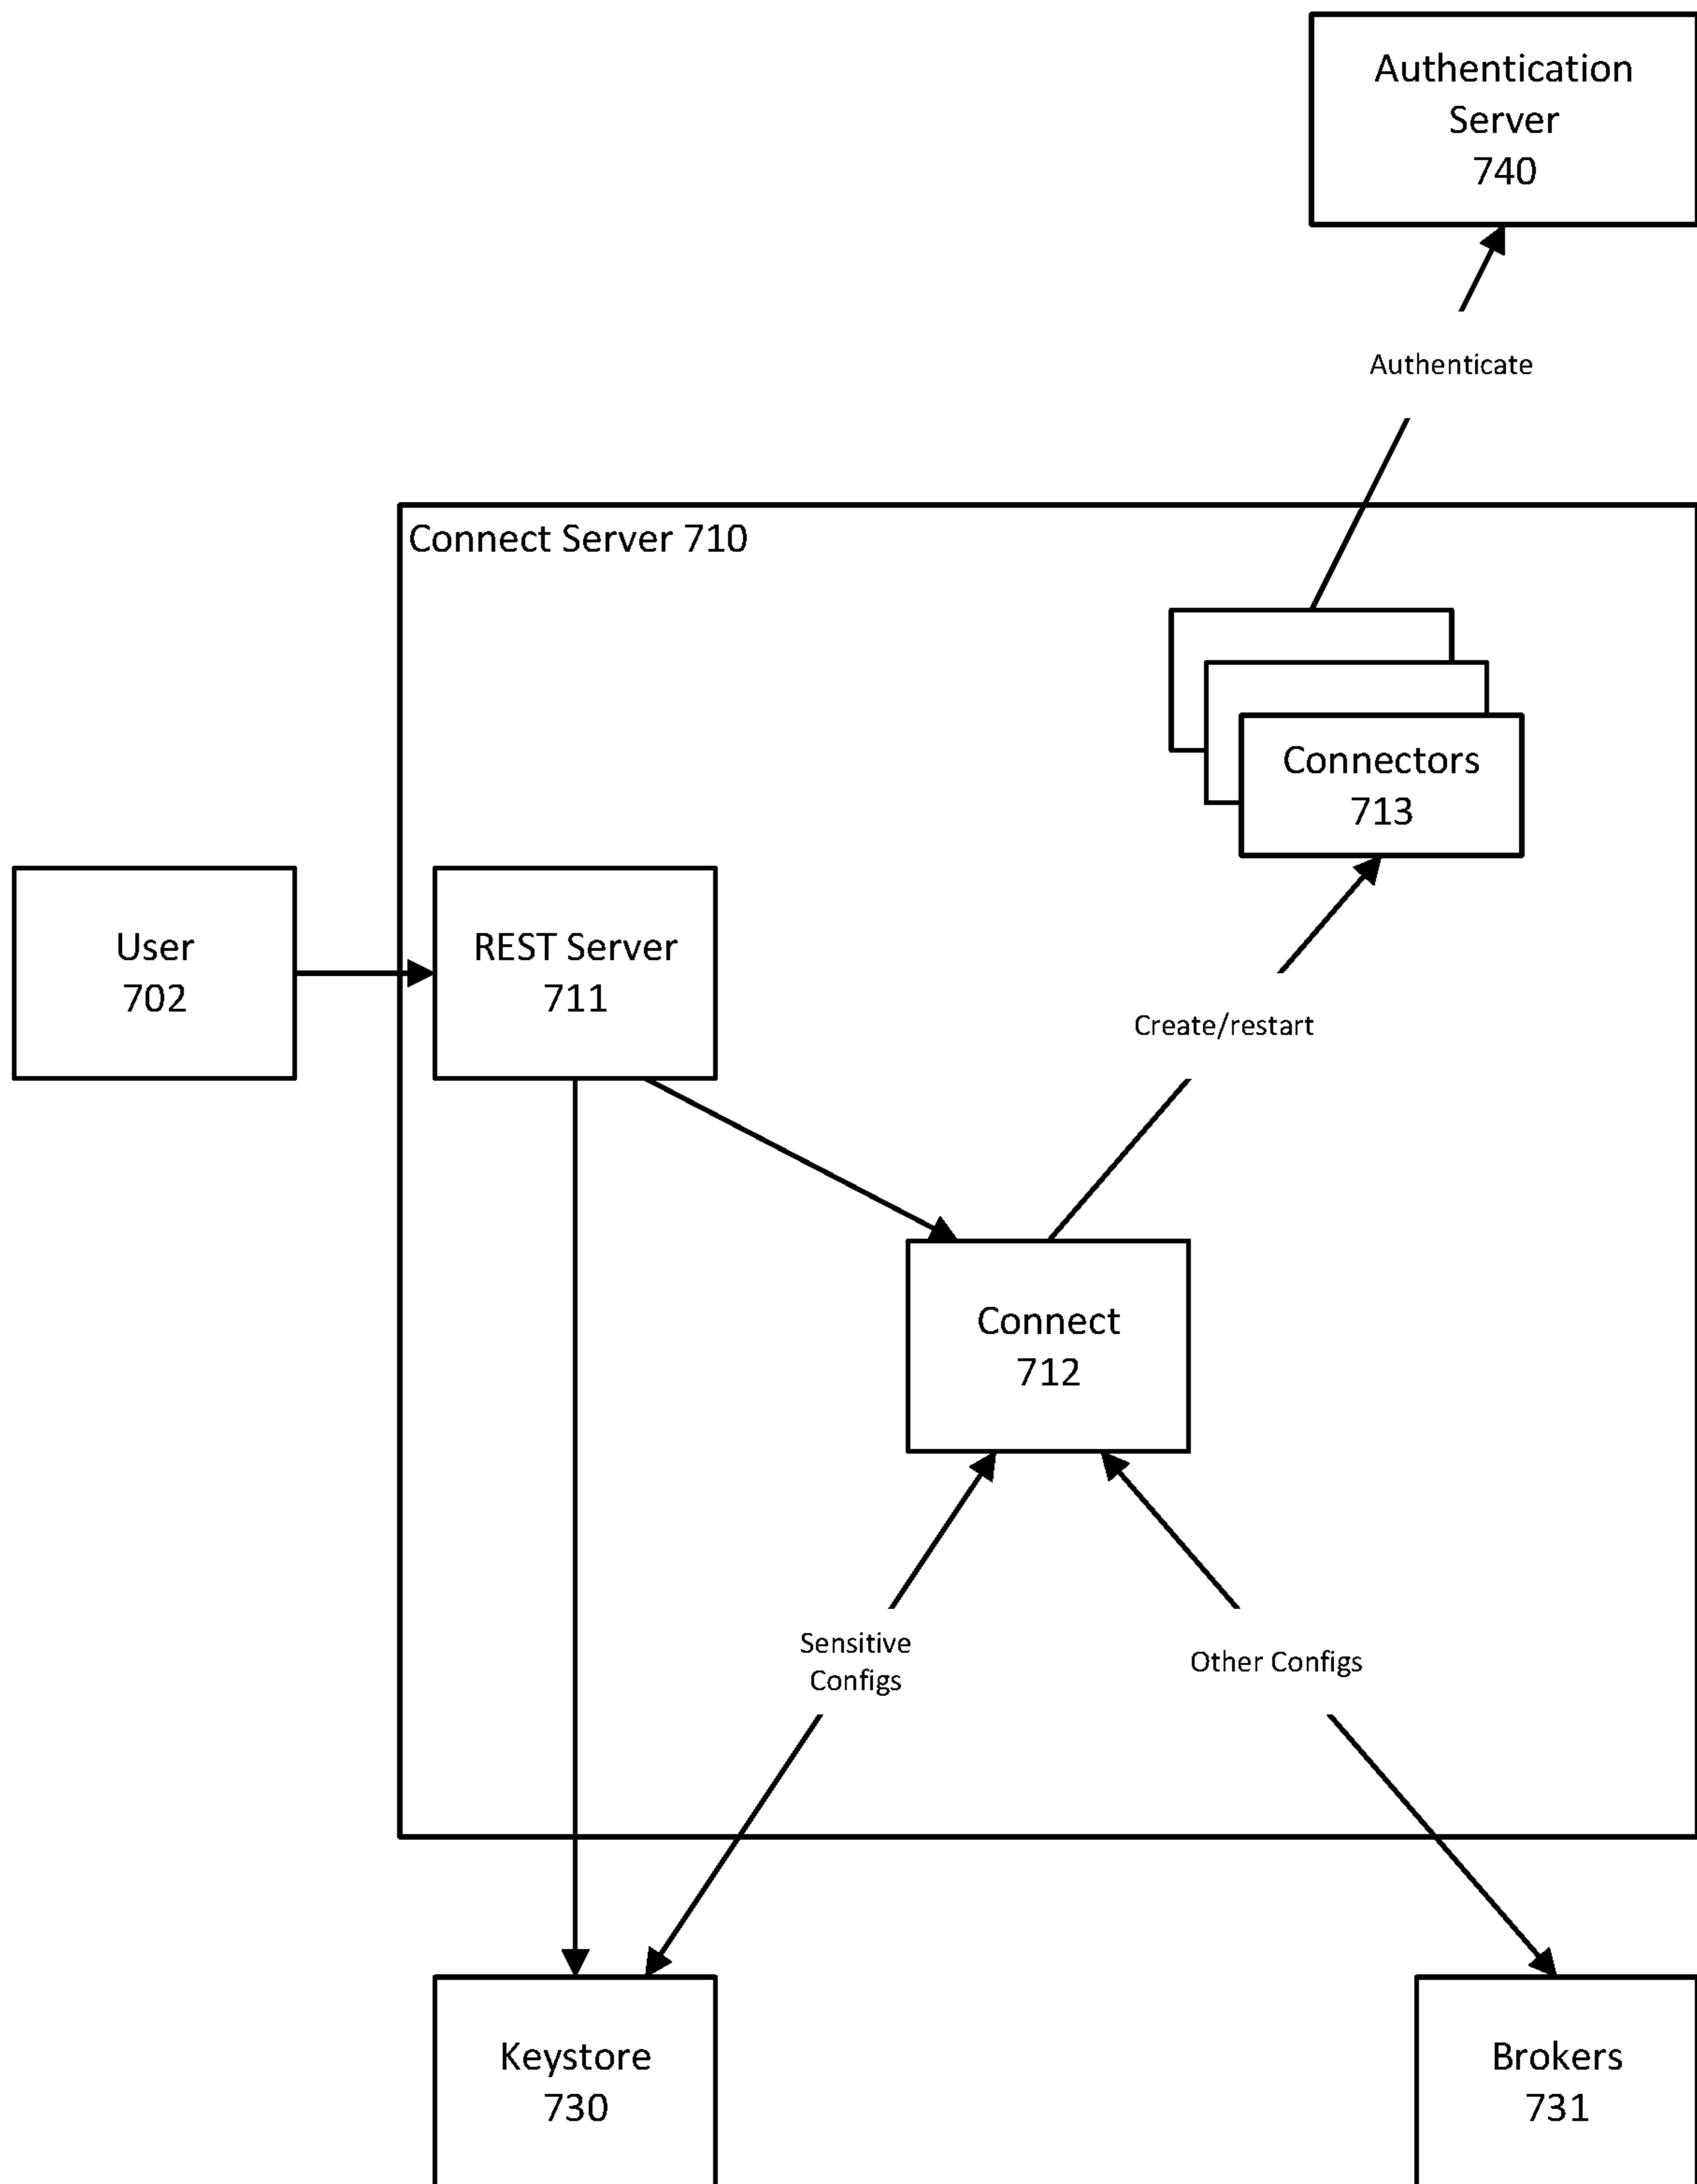 Authentication
Server
740
Authenticate
Connect Server 710
Connectors
713
User
702
REST Server
711
Create/restart
Connect
712
Sensitive
Configs
Other Configs
Keystore
730
Brokers
731